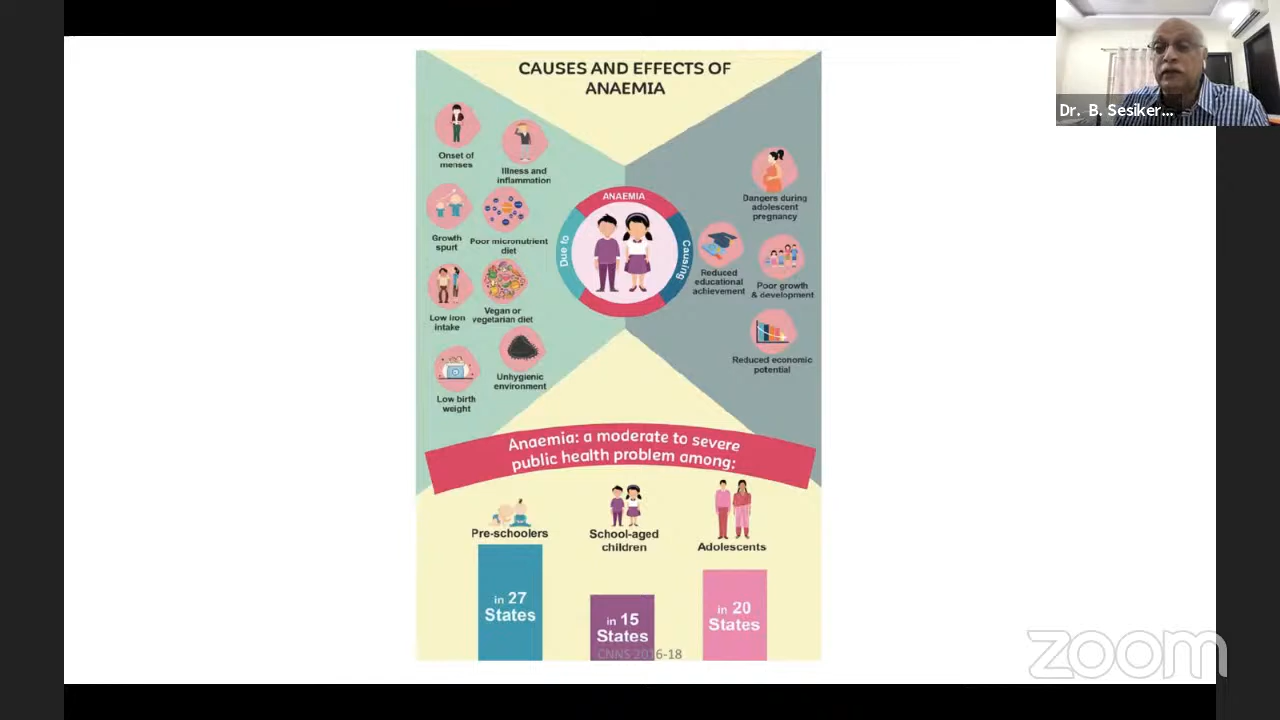 CAUSES AND EFFECTS OF
ANAEMIA
Onset of
menses
Illness and
inflammation
Growth
spurt
Poor micronutrient
diet
Low iron
intake
Vegan or
vegetarian diet
Low birth
weight
Unhygienic
environment
ANAEMIA
Due to
Causing
Dangers during
adolescent
pregnancy
Reduced
educational
achievement
Poor growth
& development
Reduced economic
potential
Anaemia: a moderate to severe
public health problem among:
Pre-schoolers
School-aged
children
Adolescents
in 27
States
in 15
States
in 20
States
CNNS 2016-18
Dr. B. Sesiker...
zoom